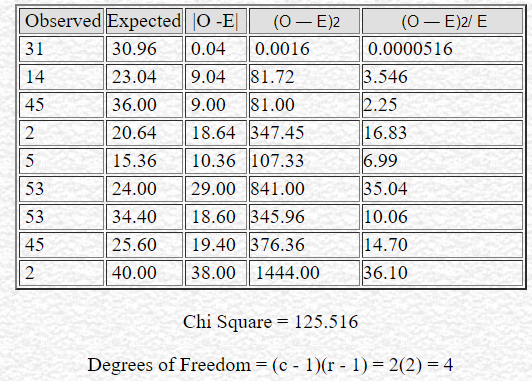 Observed Expected |O -E| (O — E)2 (O — E)2/ E
31 30.96 0.04 0.0016 0.0000516
14 23.04 9.04 81.72 3.546
45 36.00 9.00 81.00 2.25
2 20.64 18.64 347.45 16.83
5 15.36 10.36 107.33 6.99
53 24.00 29.00 841.00 35.04
53 34.40 18.60 345.96 10.06
45 25.60 19.40 376.36 14.70
2 40.00 38.00 1444.00 36.10
Chi Square = 125.516
Degrees of Freedom = (c - 1)(r - 1) = 2(2) = 4